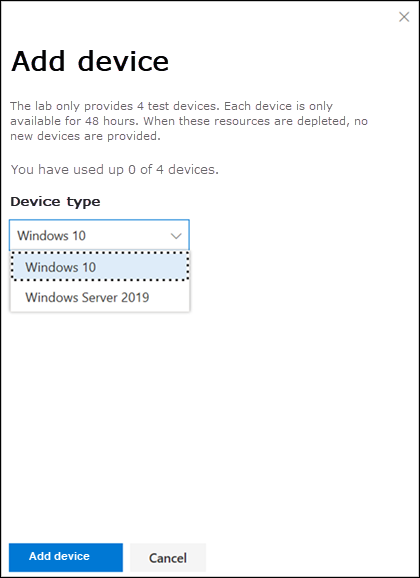 Add device
The lab only provides 4 test devices. Each device is only
available for 48 hours. When these resources are depleted, no
new devices are provided.
You have used up 0 of 4 devices.
Device type
Windows 10
Windows 10
Windows Server 2019
Add device
Cancel